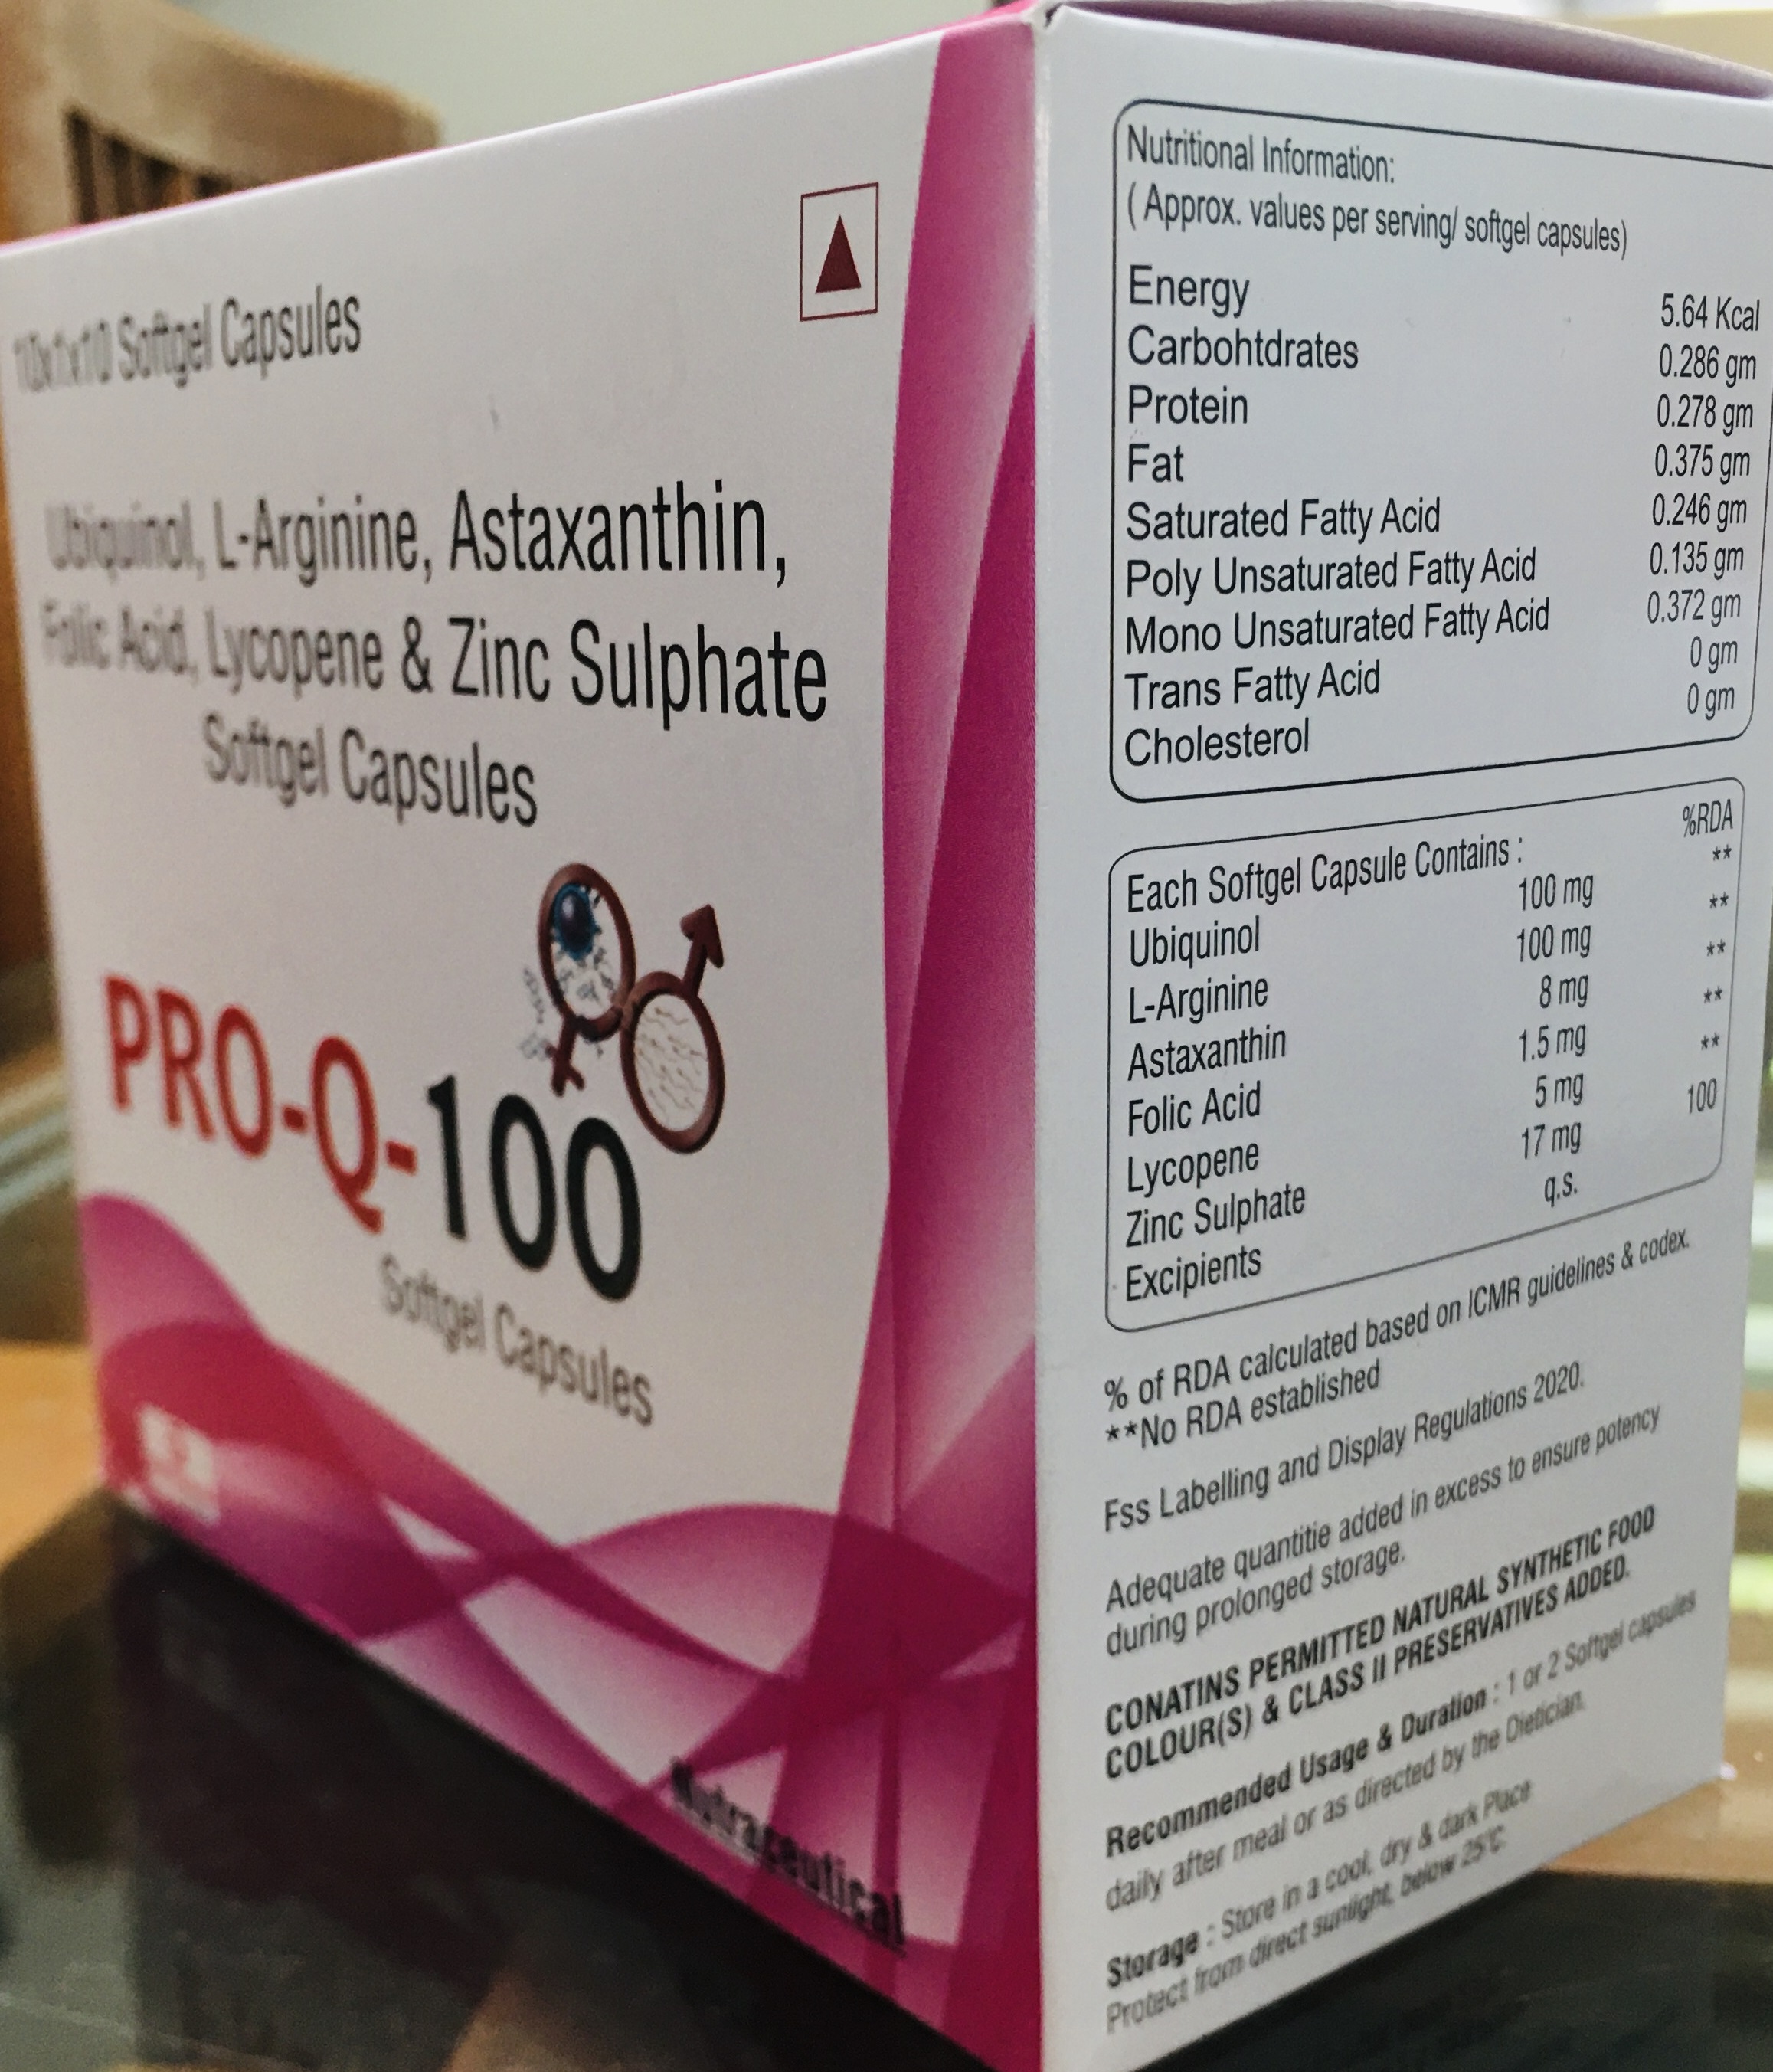 10x1x10 Softgel Capsules
Ubiquinol, L-Arginine, Astaxanthin,
Folic Acid, Lycopene & Zinc Sulphate
Softgel Capsules
PRO-Q-100
Softgel Capsules
Nutraceutical
Nutritional Information:
( Approx. values per serving/ softgel capsules)
Energy 5.64 Kcal
Carbohtdrates 0.286 gm
Protein 0.278 gm
Fat 0.375 gm
Saturated Fatty Acid 0.246 gm
Poly Unsaturated Fatty Acid 0.135 gm
Mono Unsaturated Fatty Acid 0.372 gm
Trans Fatty Acid 0 gm
Cholesterol 0 gm
Each Softgel Capsule Contains : %RDA
Ubiquinol 100 mg **
L-Arginine 100 mg **
Astaxanthin 8 mg **
Folic Acid 1.5 mg **
Lycopene 5 mg **
Zinc Sulphate 17 mg 100
Excipients q.s.
% of RDA calculated based on ICMR guidelines & codex.
**No RDA established
Fss Labelling and Display Regulations 2020.
Adequate quantitie added in excess to ensure potency
during prolonged storage.
CONATINS PERMITTED NATURAL SYNTHETIC FOOD
COLOUR(S) & CLASS II PRESERVATIVES ADDED.
Recommended Usage & Duration : 1 or 2 Softgel capsules
daily after meal or as directed by the Dietician.
Storage : Store in a cool, dry & dark Place
Protect from direct sunlight, below 25°C.